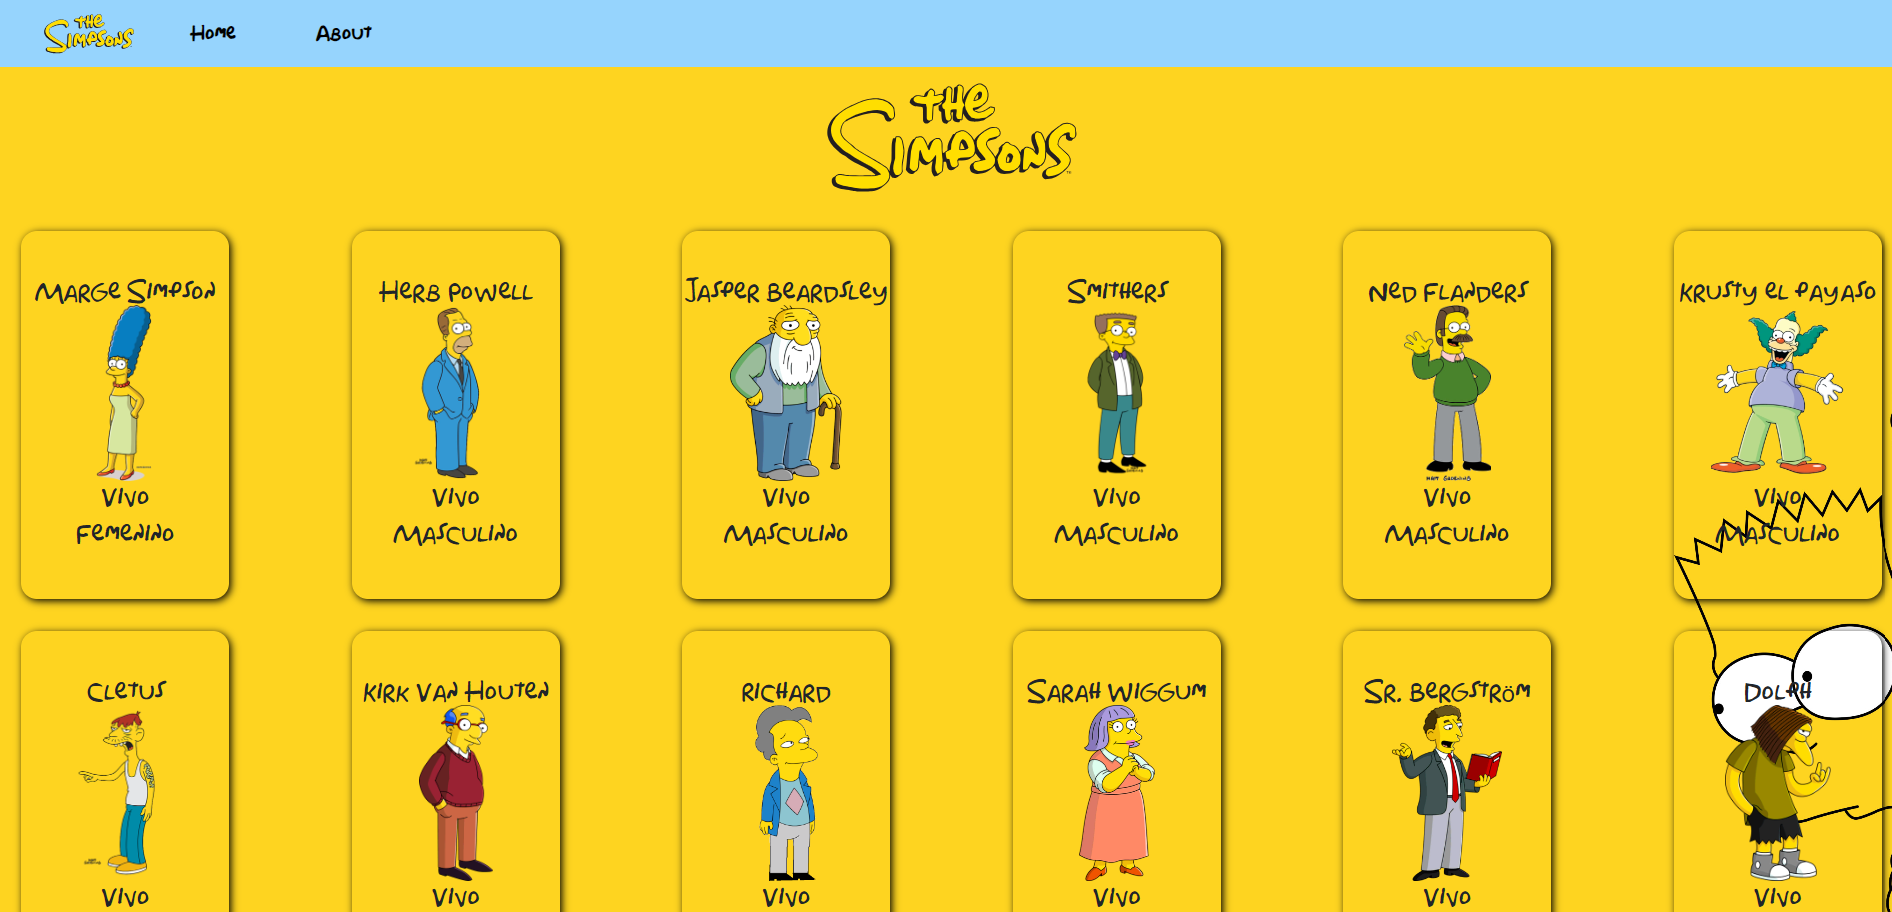 THE
SIMPSONS
HOME
ABOUT
THE
SIMPSONS
MARGE SIMPSON
HERB POWELL
JASPER BEARDSLEY
SMITHERS
NED FLANDERS
KRUSTY EL PAYASO
MATT GROENING
VIVO
VIVO
VIVO
VIVO
VIVO
VIVO
FEMENINO
MASCULINO
MASCULINO
MASCULINO
MASCULINO
MASCULINO
CLETUS
KIRK VAN HOUTEN
RICHARD
SARAH WIGGUM
SR. BERGSTRÖM
DOLPH
VIVO
VIVO
VIVO
VIVO
VIVO
VIVO